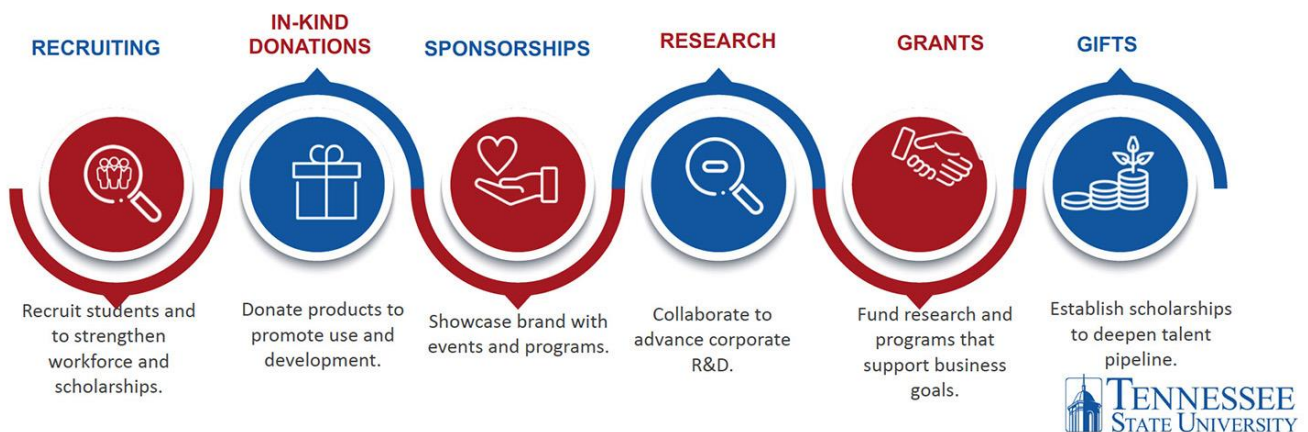 RECRUITING
IN-KIND
DONATIONS
SPONSORSHIPS
RESEARCH
GRANTS
GIFTS
Recruit students and
to strengthen
workforce and
scholarships.
Donate products to
promote use and
development.
Showcase brand with
events and programs.
Collaborate to
advance corporate
R&D.
Fund research and
programs that
support business
goals.
Establish scholarships
to deepen talent
pipeline.
TENNESSEE
STATE UNIVERSITY